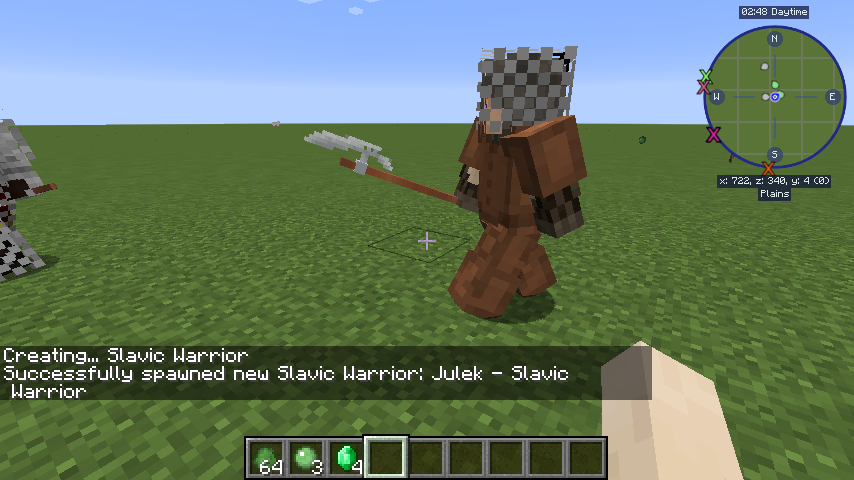 02:48 Daytime
N
W
E
S
x: 722, z: 340, y: 4 (0)
Plains
Creating... Slavic Warrior
Successfully spawned new Slavic Warrior: Julek - Slavic
Warrior
64
3
4